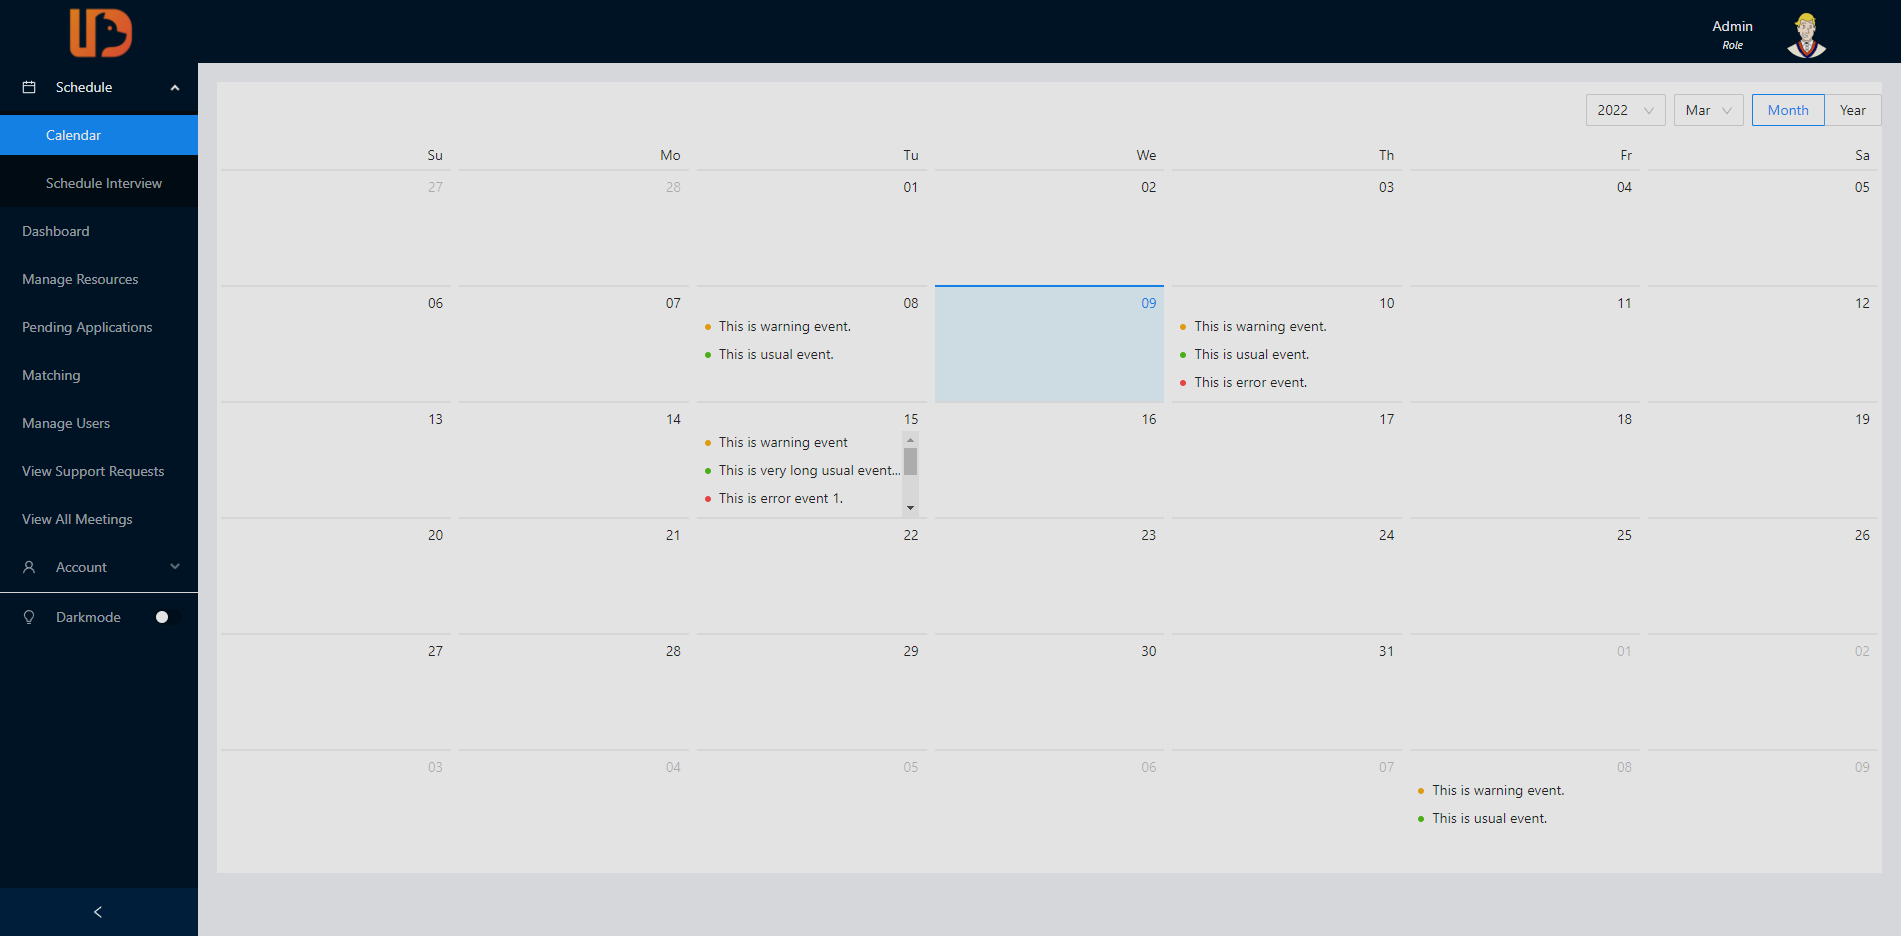 Admin
Role
Schedule
Calendar
Schedule Interview
Dashboard
Manage Resources
Pending Applications
Matching
Manage Users
View Support Requests
View All Meetings
Account
Darkmode
2022 Mar Month Year
Su Mo Tu We Th Fr Sa
27 28 01 02 03 04 05
06 07 08 09 10 11 12
This is warning event. This is warning event.
This is usual event. This is usual event.
This is error event.
13 14 15 16 17 18 19
This is warning event
This is very long usual event...
This is error event 1.
20 21 22 23 24 25 26
27 28 29 30 31 01 02
03 04 05 06 07 08 09
This is warning event.
This is usual event.